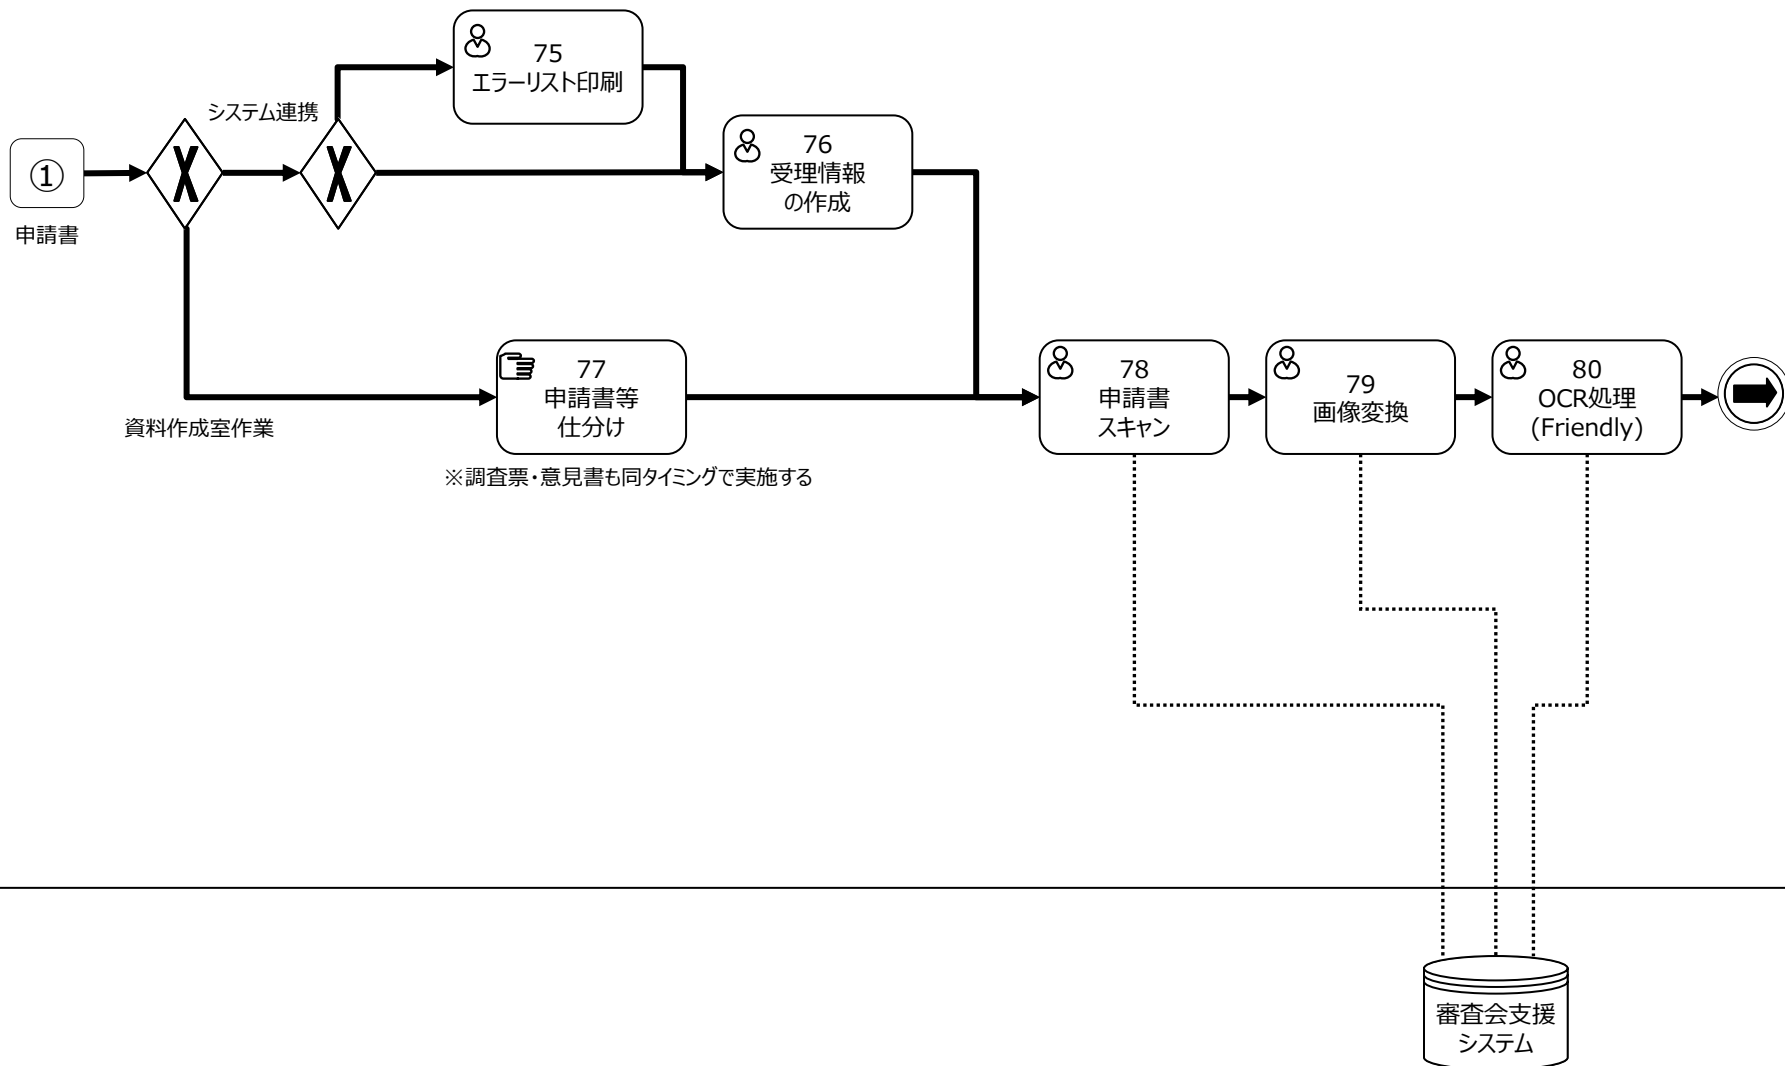 ①
申請書
システム連携
75
エラーリスト印刷
76
受理情報
の作成
資料作成室作業
77
申請書等
仕分け
※調査票・意見書も同タイミングで実施する
78
申請書
スキャン
79
画像変換
80
OCR処理
(Friendly)
審査会支援
システム